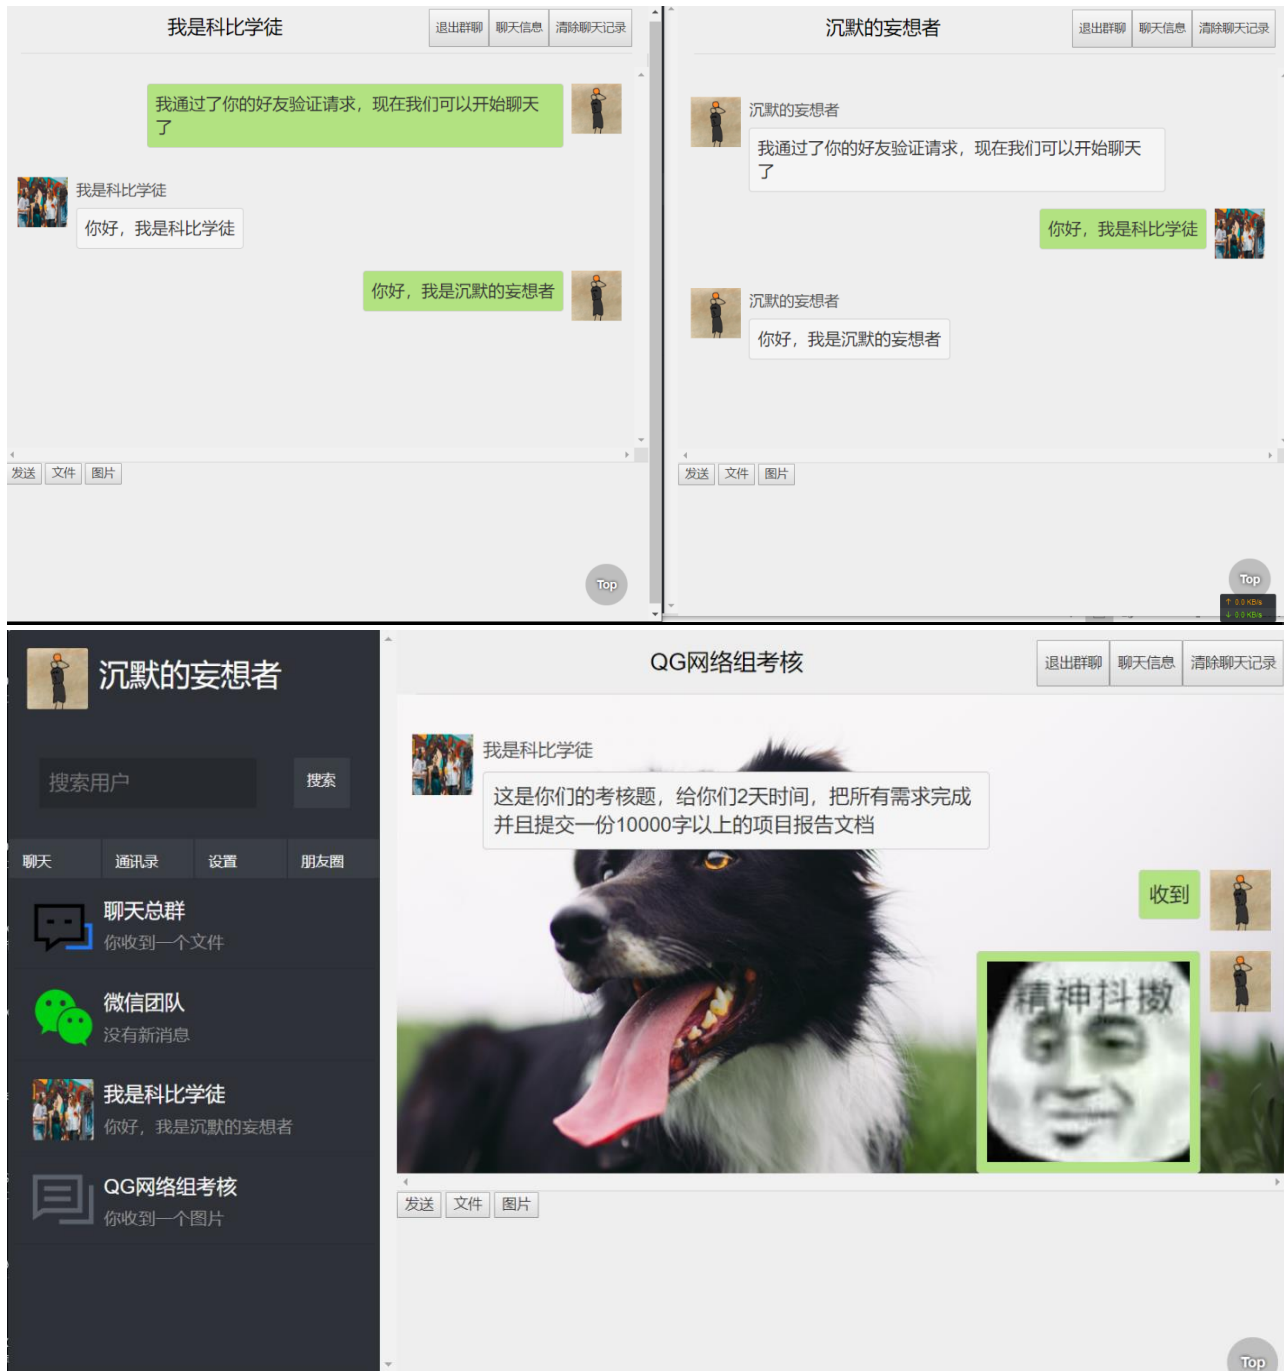 我是科比学徒
退出群聊 聊天信息 清除聊天记录
我通过了你的好友验证请求，现在我们可以开始聊天
了
我是科比学徒
你好，我是科比学徒
你好，我是沉默的妄想者
发送 文件 图片
Top
沉默的妄想者
退出群聊 聊天信息 清除聊天记录
沉默的妄想者
我通过了你的好友验证请求，现在我们可以开始聊天
了
你好，我是科比学徒
沉默的妄想者
你好，我是沉默的妄想者
发送 文件 图片
Top
↑ 0.0 KB/s
↓ 0.0 KB/s
沉默的妄想者
搜索用户 搜索
聊天 通讯录 设置 朋友圈
聊天总群
你收到一个文件
微信团队
没有新消息
我是科比学徒
你好，我是沉默的妄想者
QG网络组考核
你收到一个图片
QG网络组考核
退出群聊 聊天信息 清除聊天记录
我是科比学徒
这是你们的考核题，给你们2天时间，把所有需求完成
并且提交一份10000字以上的项目报告文档
收到
精神抖擞
发送 文件 图片
Top